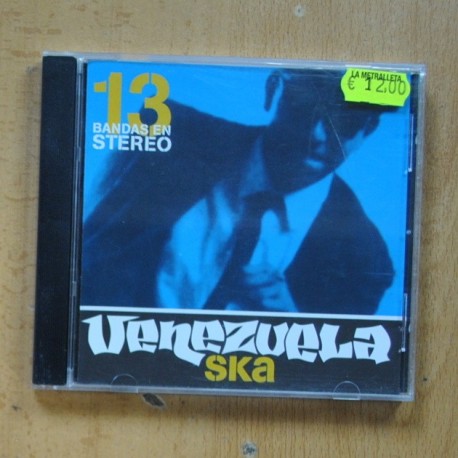 LA METRALLETA
€ 12.00
13
BANDAS EN
STEREO
VENEZUELA
SKA